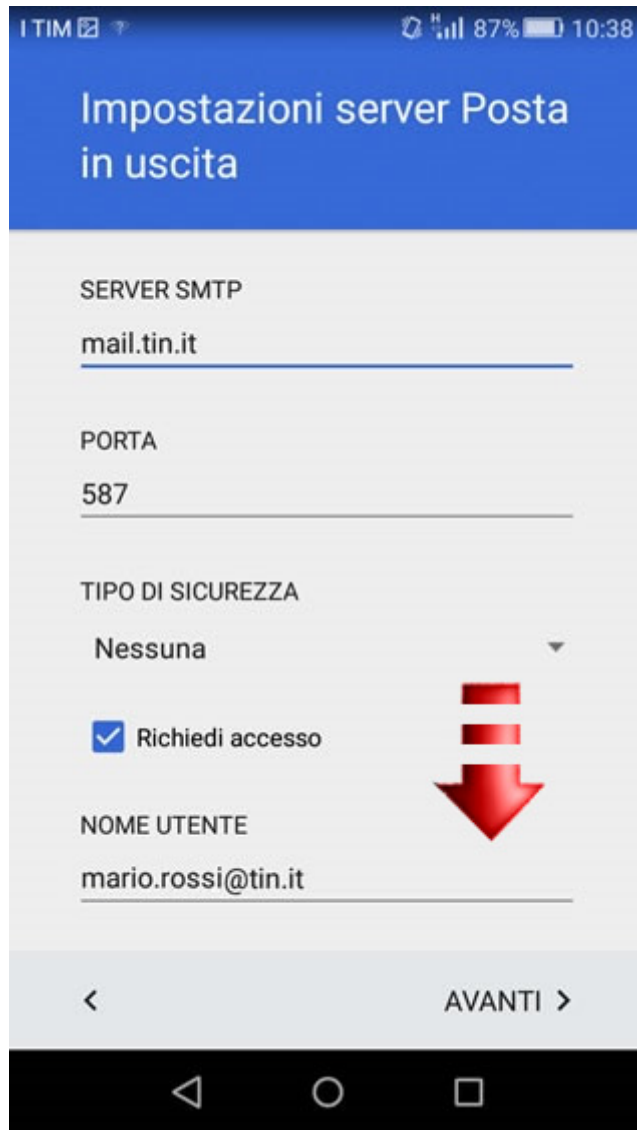 I TIM 87% 10:38
Impostazioni server Posta
in uscita
SERVER SMTP
mail.tin.it
PORTA
587
TIPO DI SICUREZZA
Nessuna
Richiedi accesso
NOME UTENTE
mario.rossi@tin.it
AVANTI